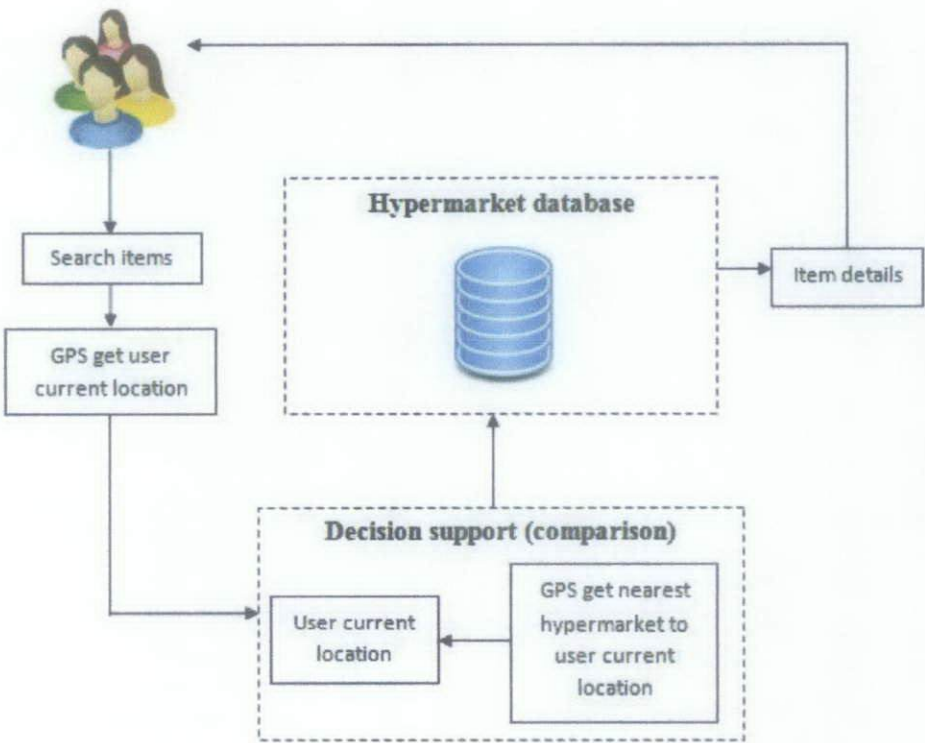 Search items
GPS get user
current location
Hypermarket database
Item details
Decision support (comparison)
User current
location
GPS get nearest
hypermarket to
user current
location